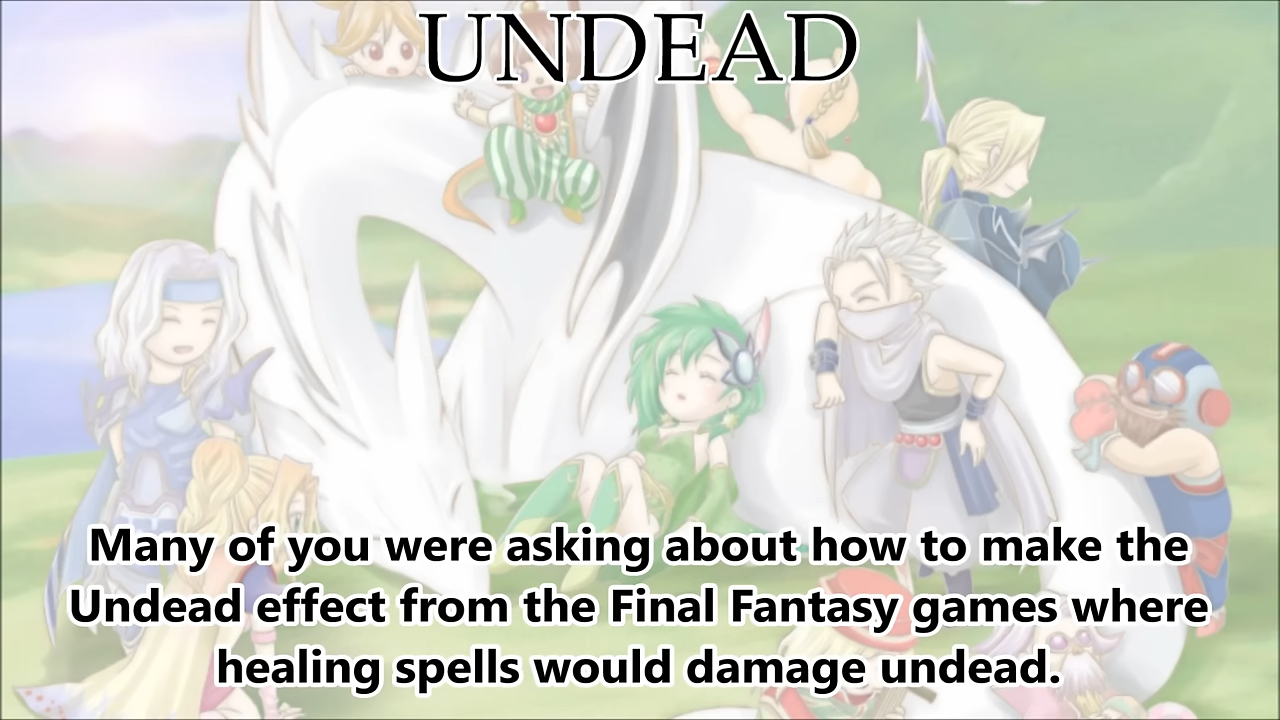 UNDEAD
Many of you were asking about how to make the
Undead effect from the Final Fantasy games where
healing spells would damage undead.